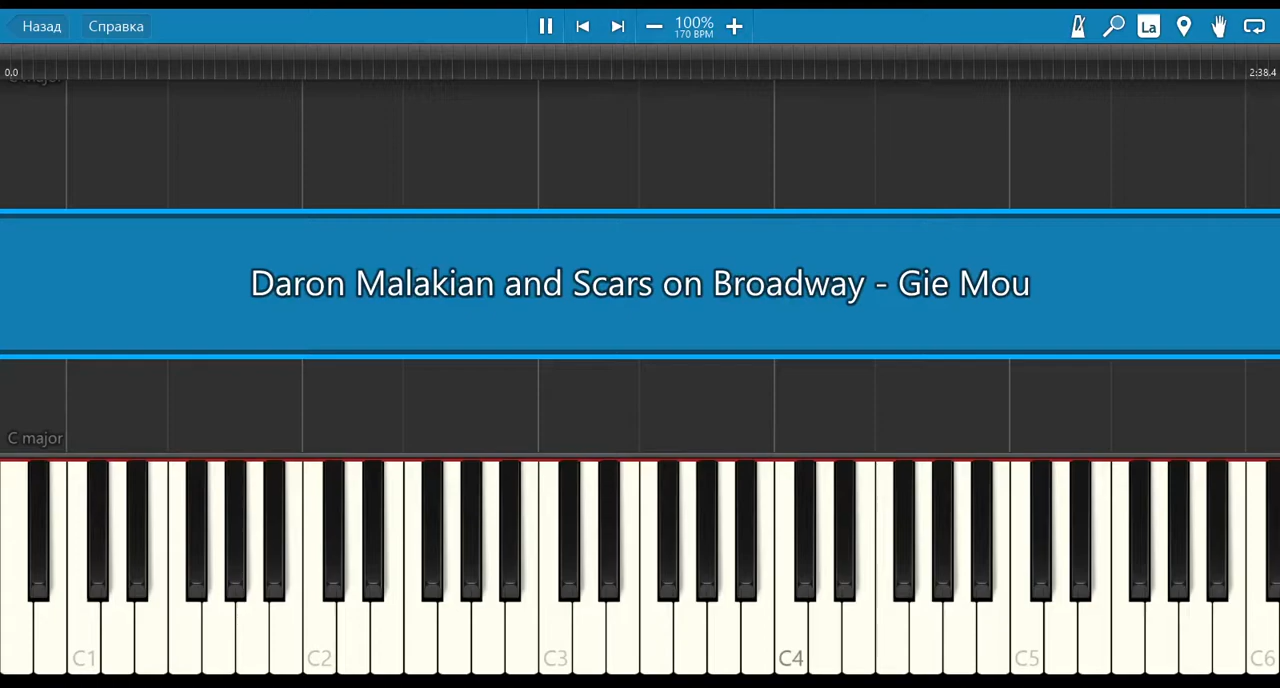 Назад
Справка
100%
170 BPM
La
0.0
2:38.4
Daron Malakian and Scars on Broadway - Gie Mou
C major
C1
C2
C3
C4
C5
C6